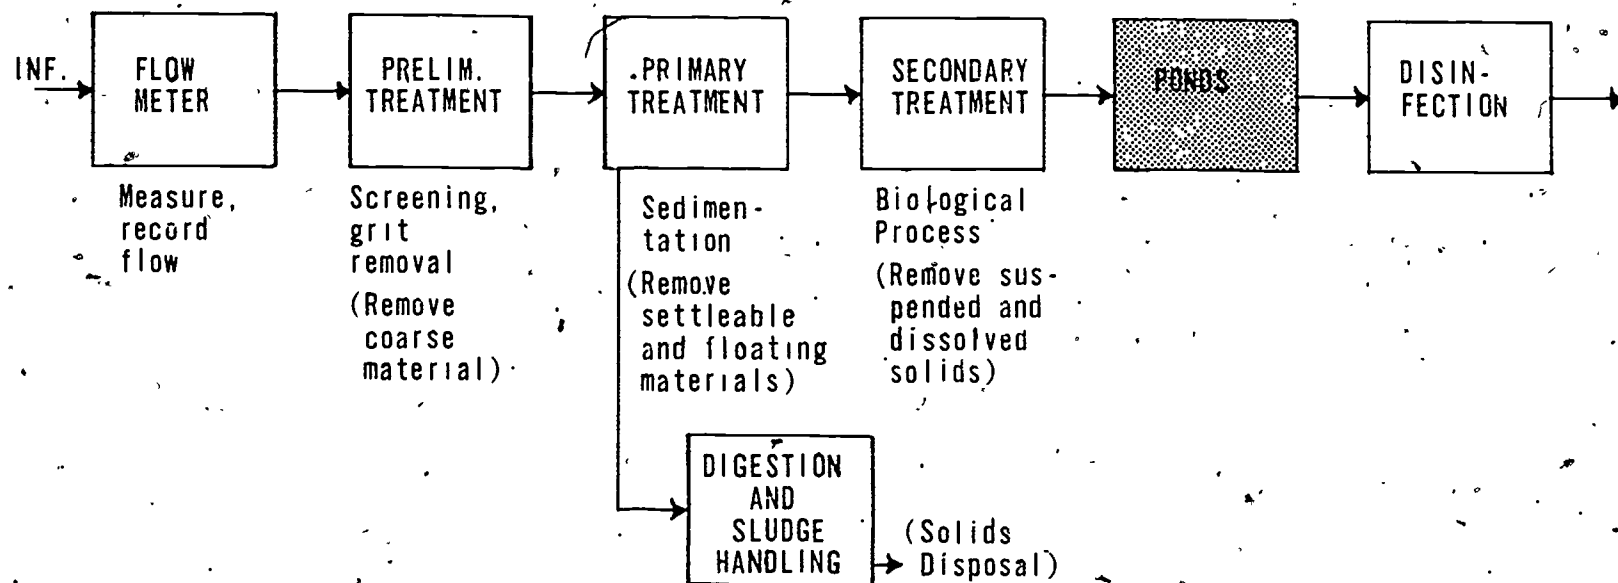 INF.
FLOW
METER
PRELIM.
TREATMENT
PRIMARY
TREATMENT
SECONDARY
TREATMENT
PONDS
DISIN-
FECTION
Measure,
record
flow
Screening,
grit
removal
(Remove
coarse
material)
Sedimen-
tation
(Remove
settleable
and floating
materials)
Biological
Process
(Remove sus-
pended and
dissolved
solids)
DIGESTION
AND
SLUDGE
HANDLING
(Solids
Disposal)